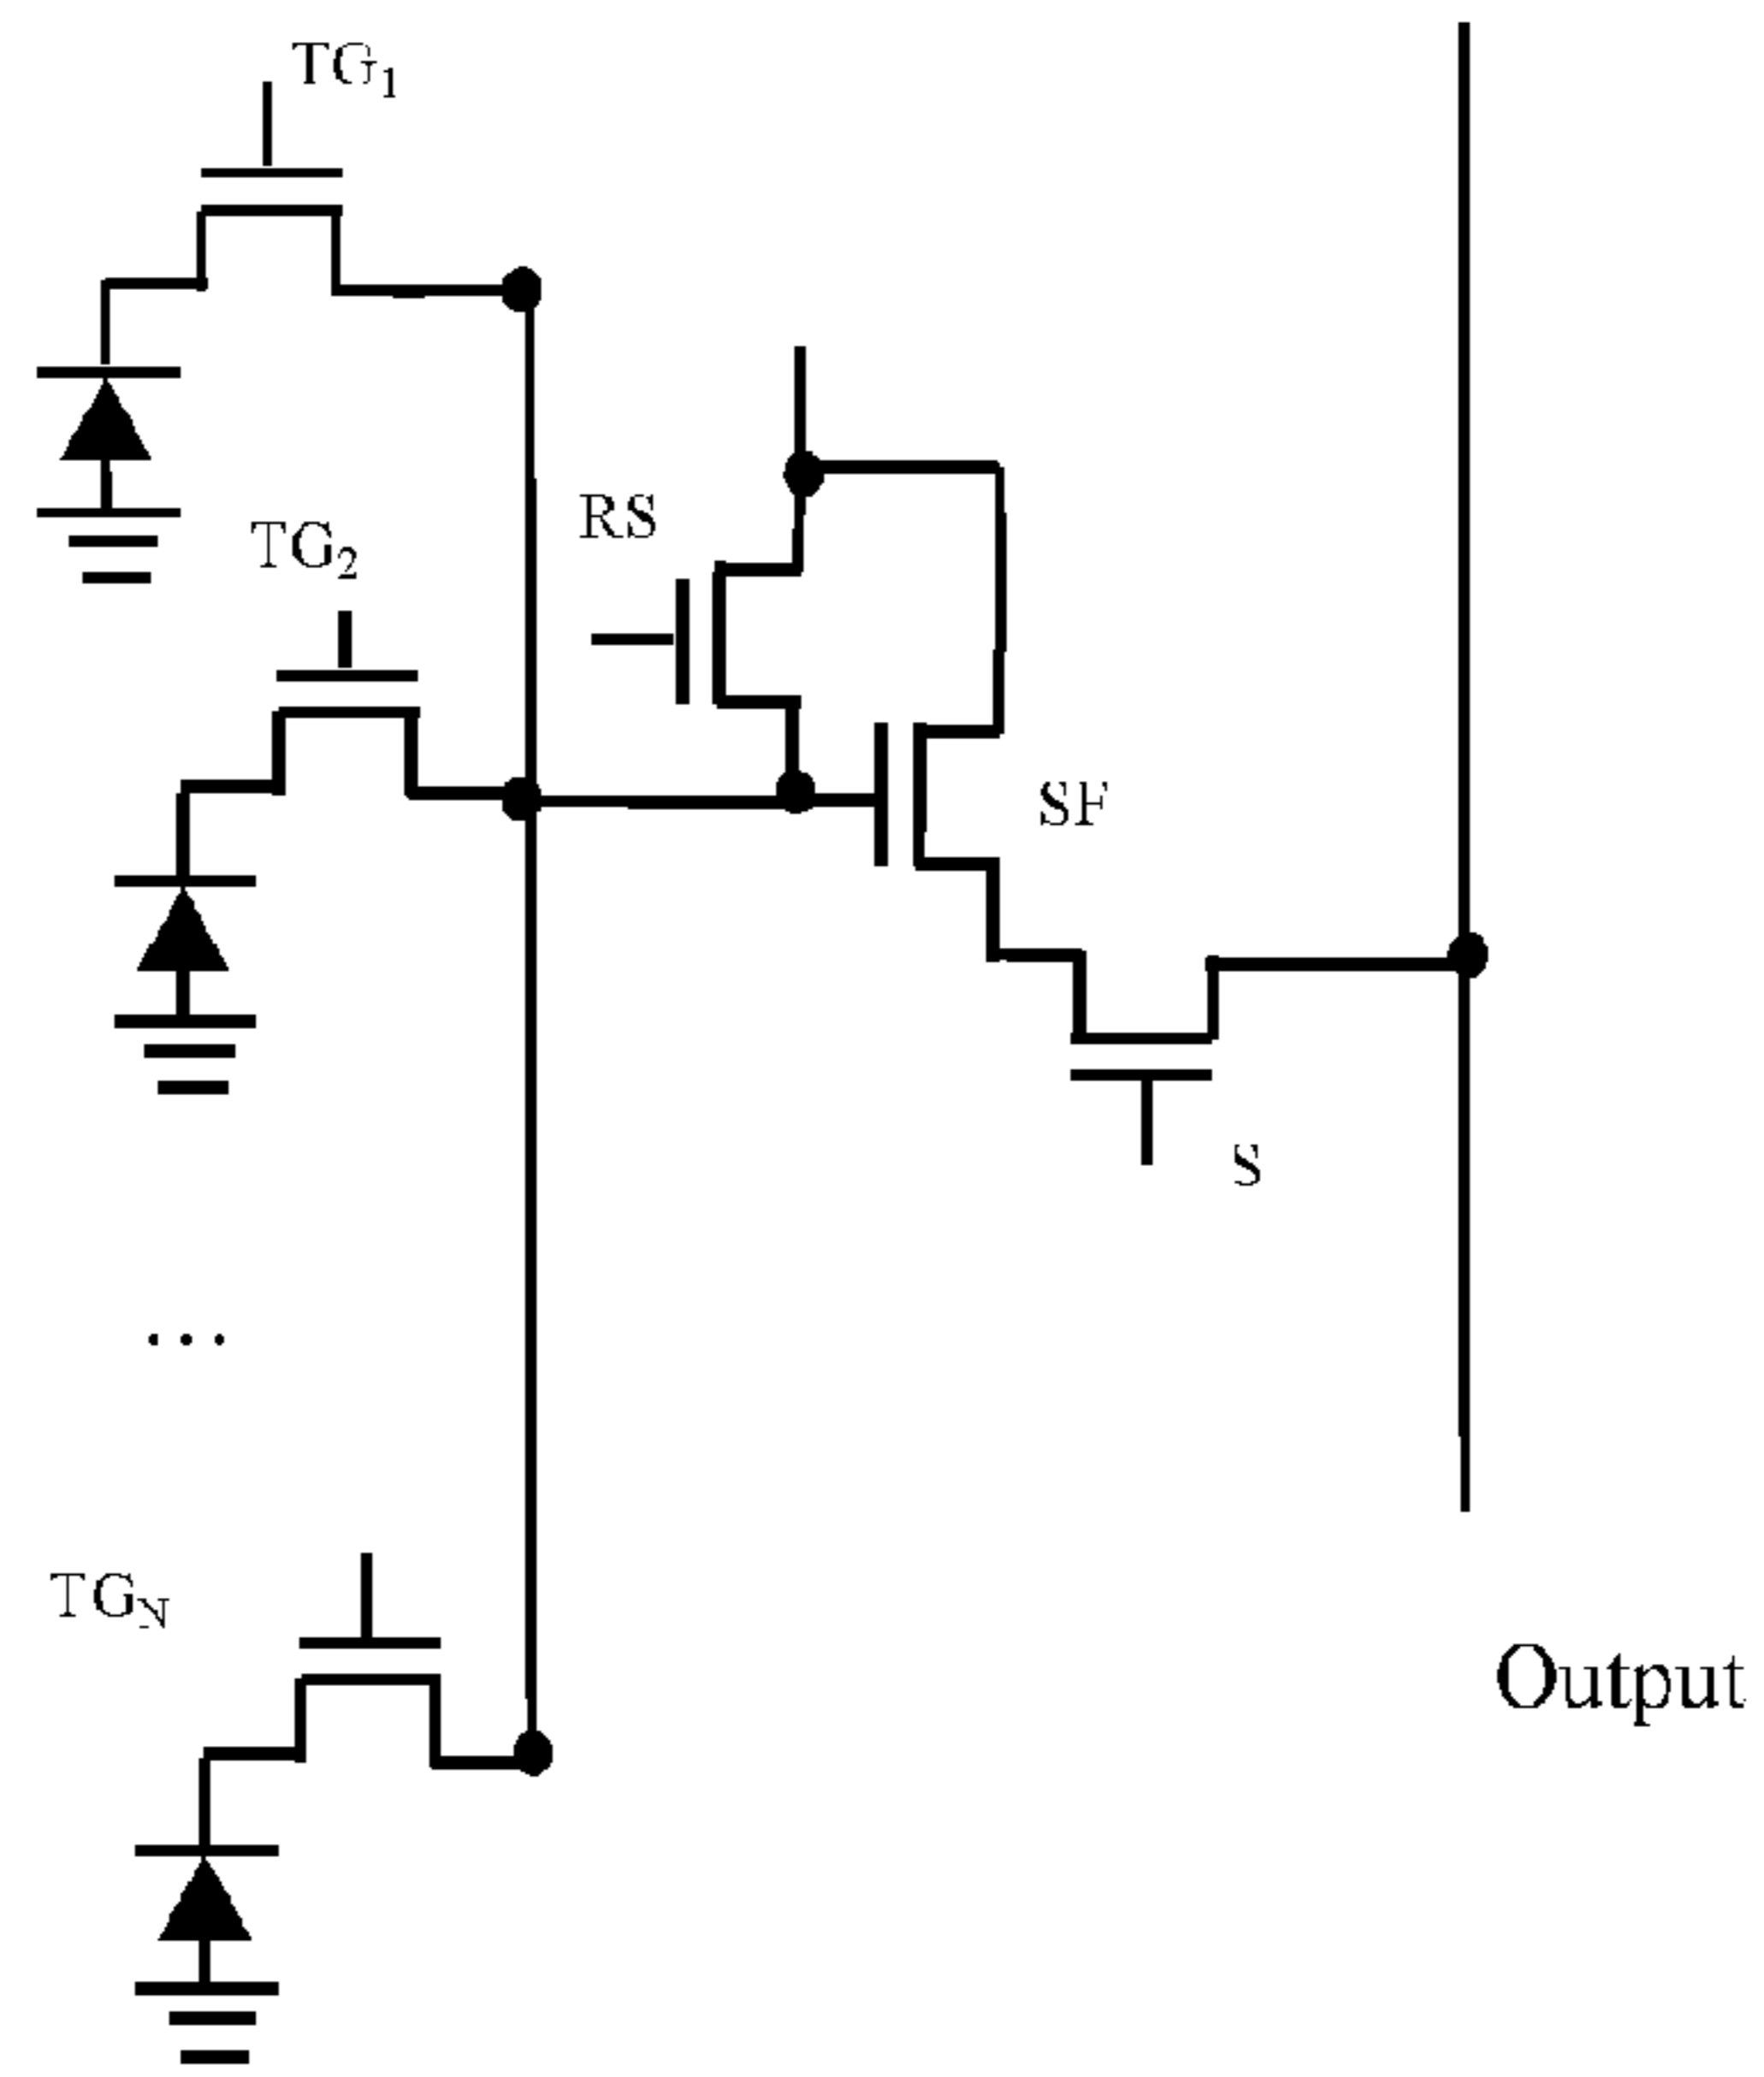 TG1
RS
TG2
SF
S
...
TGN
Output